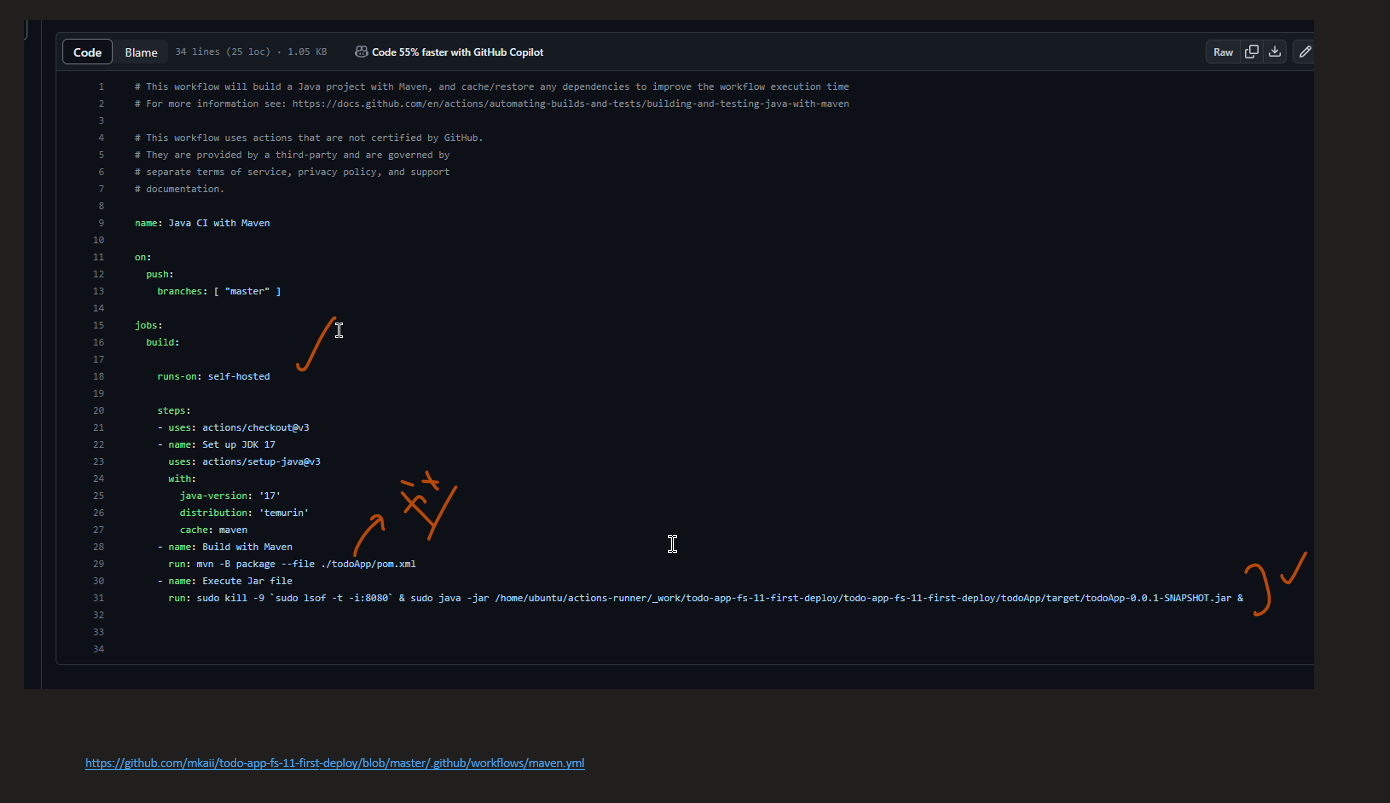 Code Blame 34 lines (25 loc) · 1.05 KB Code 55% faster with GitHub Copilot Raw
1 # This workflow will build a Java project with Maven, and cache/restore any dependencies to improve the workflow execution time
2 # For more information see: https://docs.github.com/en/actions/automating-builds-and-tests/building-and-testing-java-with-maven
3
4 # This workflow uses actions that are not certified by GitHub.
5 # They are provided by a third-party and are governed by
6 # separate terms of service, privacy policy, and support
7 # documentation.
8
9 name: Java CI with Maven
10
11 on:
12   push:
13     branches: [ "master" ]
14
15 jobs:
16   build:
17
18     runs-on: self-hosted
19
20     steps:
21     - uses: actions/checkout@v3
22     - name: Set up JDK 17
23       uses: actions/setup-java@v3
24       with:
25         java-version: '17'
26         distribution: 'temurin'
27         cache: maven
28     - name: Build with Maven
29       run: mvn -B package --file ./todoApp/pom.xml
30     - name: Execute Jar file
31       run: sudo kill -9 `sudo lsof -t -i:8080` & sudo java -jar /home/ubuntu/actions-runner/_work/todo-app-fs-11-first-deploy/todo-app-fs-11-first-deploy/todoApp/target/todoApp-0.0.1-SNAPSHOT.jar &
32
33
34
https://github.com/mkaii/todo-app-fs-11-first-deploy/blob/master/.github/workflows/maven.yml